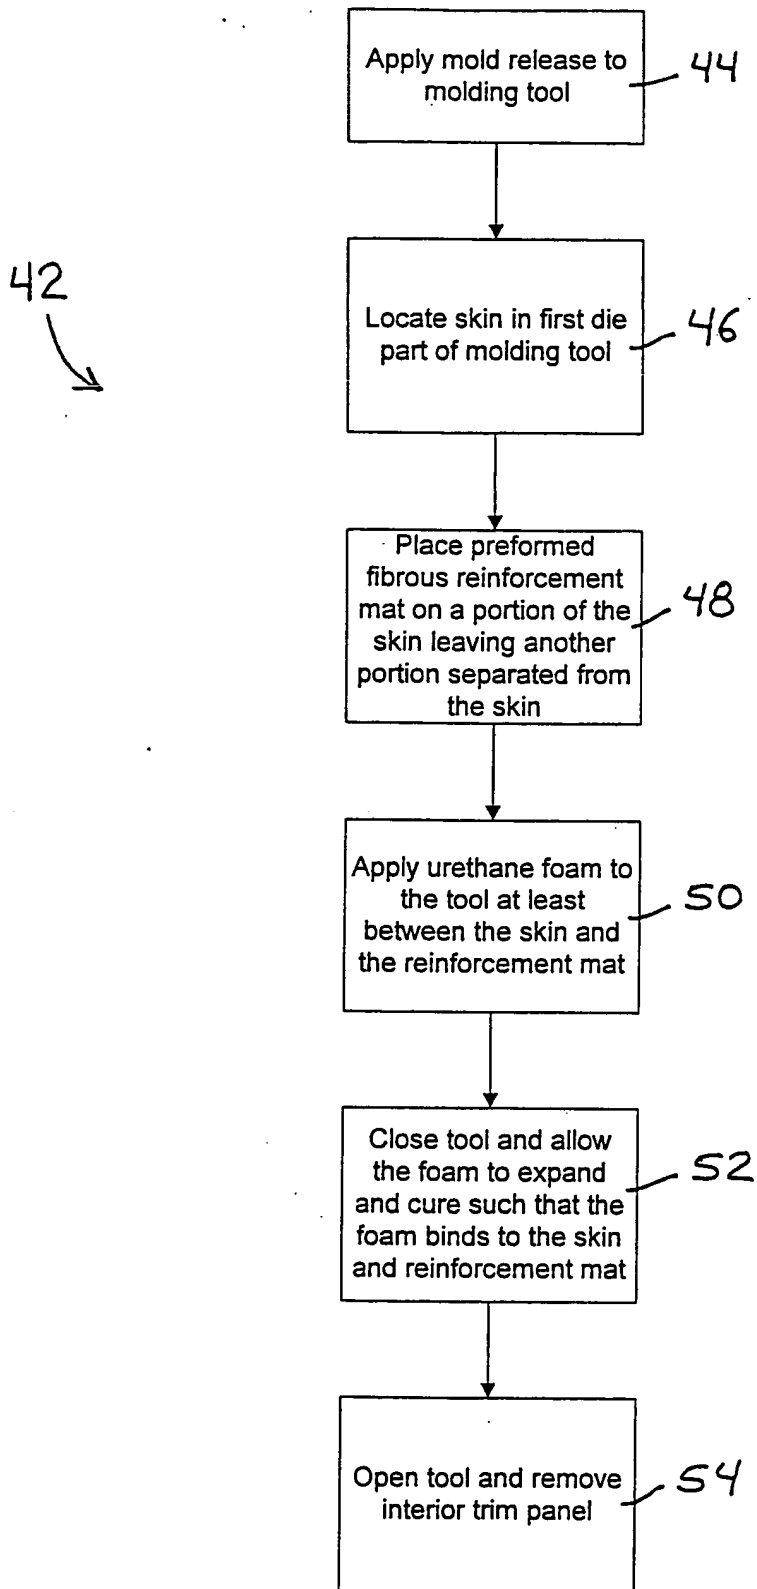 Apply mold release to
molding tool
44
42
Locate skin in first die
part of molding tool
46
Place preformed
fibrous reinforcement
mat on a portion of the
skin leaving another
portion separated from
the skin
48
Apply urethane foam to
the tool at least
between the skin and
the reinforcement mat
50
Close tool and allow
the foam to expand
and cure such that the
foam binds to the skin
and reinforcement mat
52
Open tool and remove
interior trim panel
54